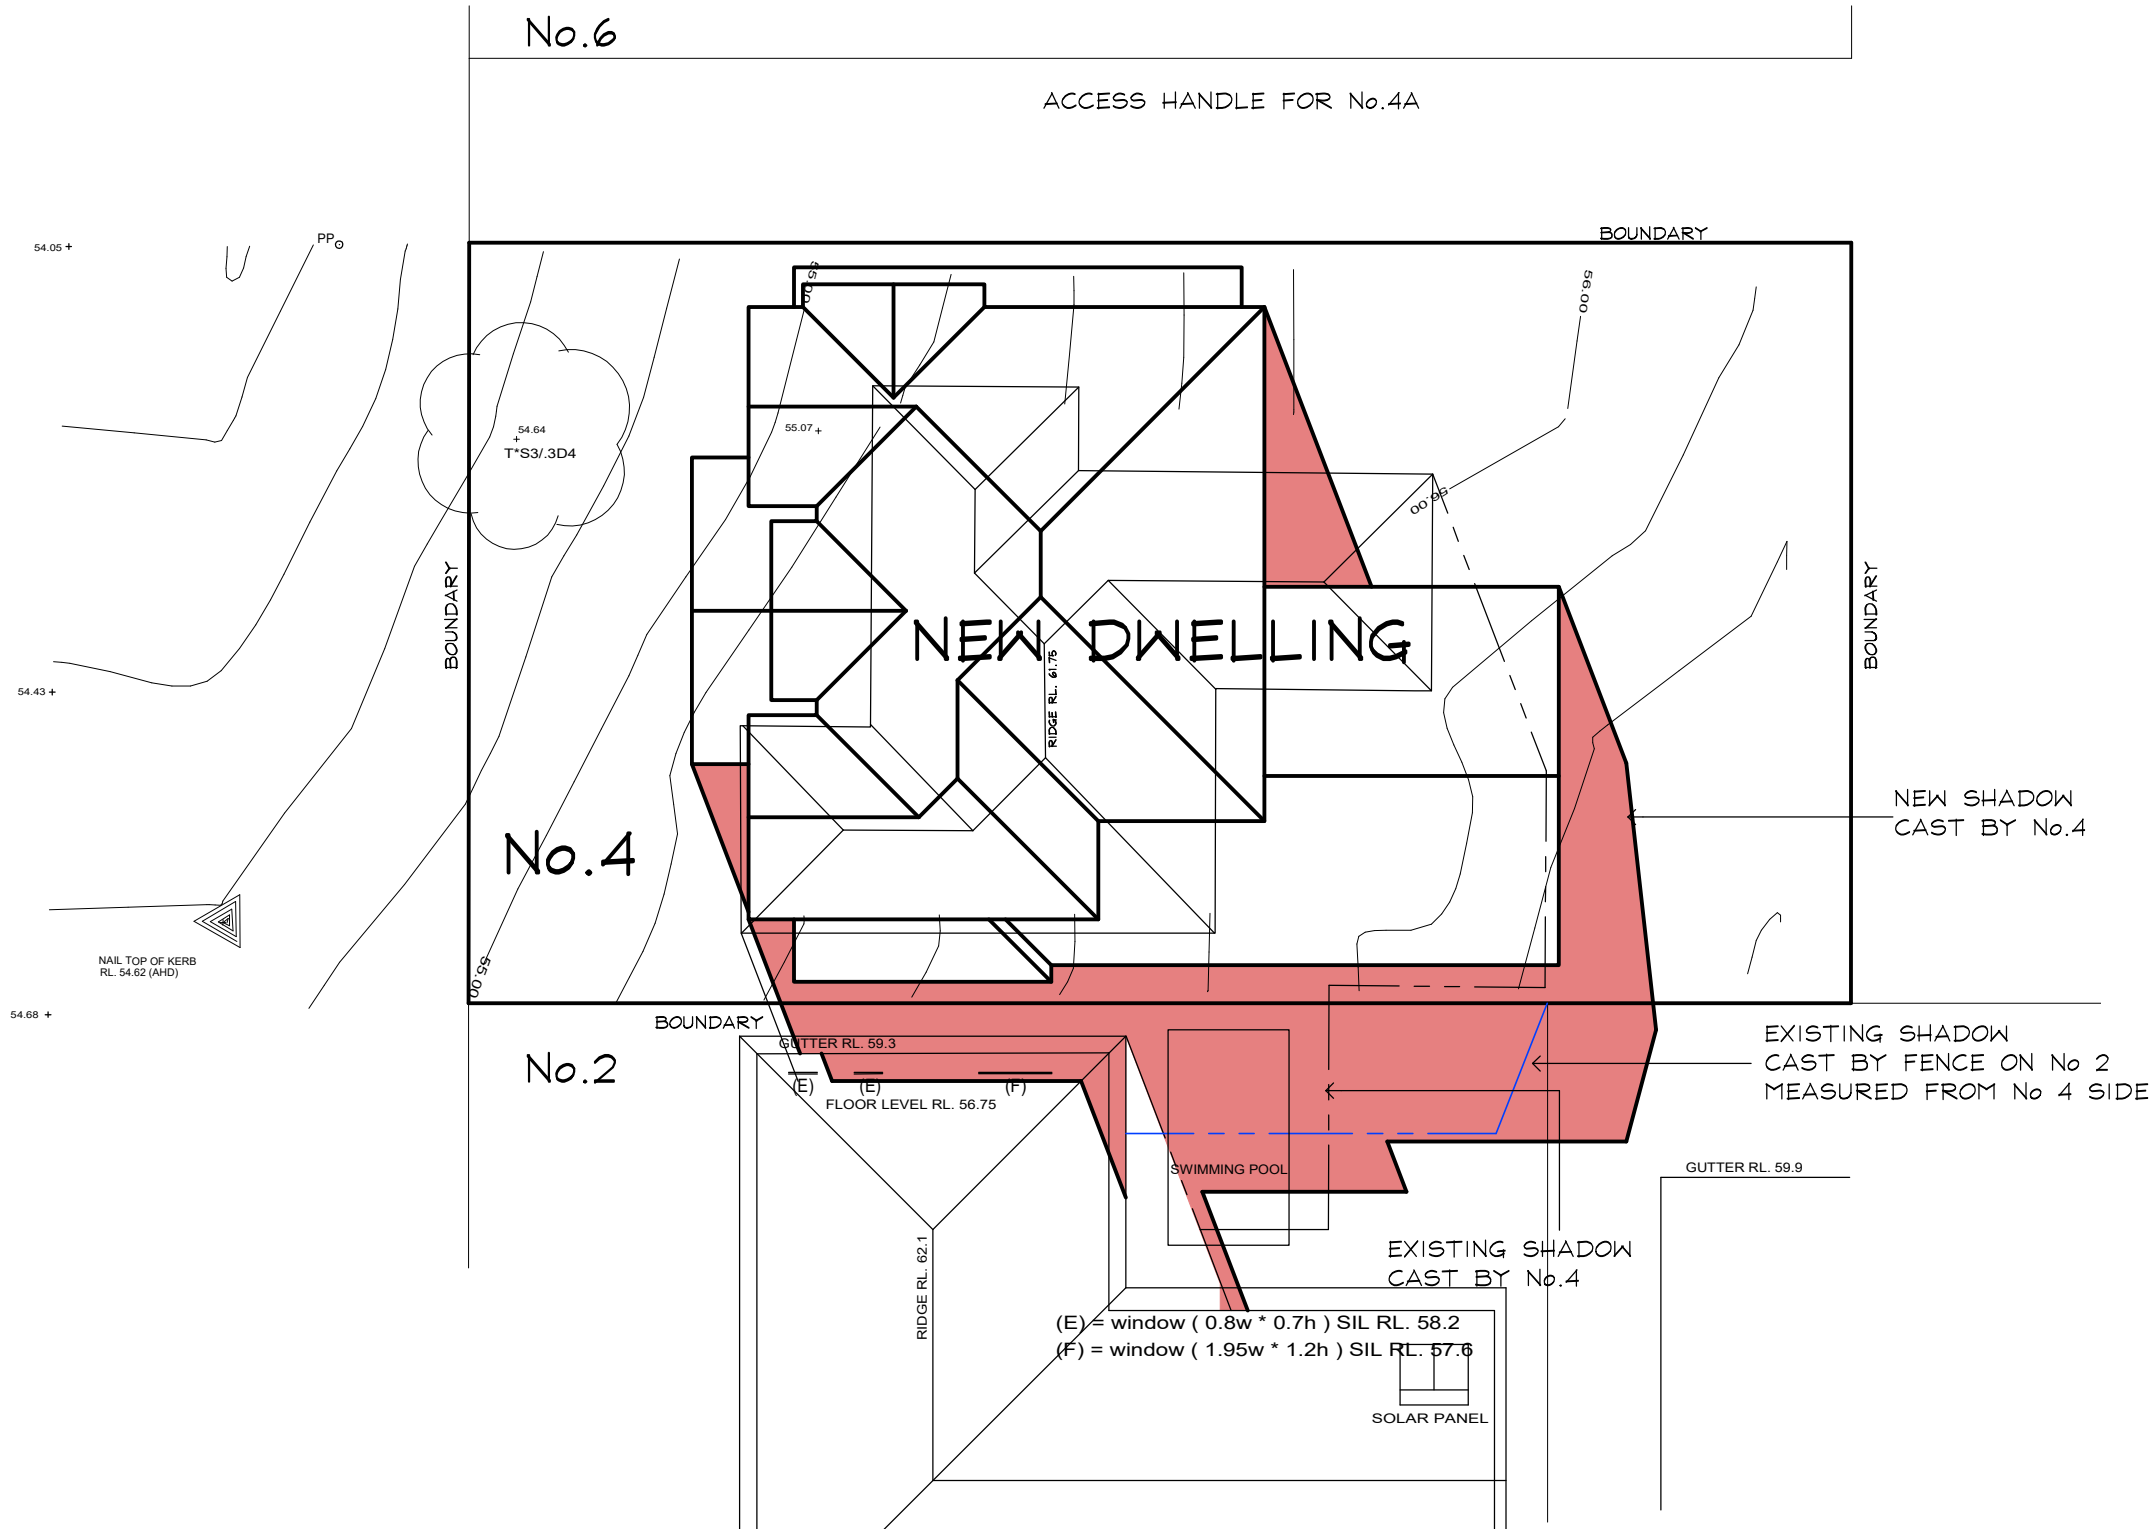 No.6
ACCESS HANDLE FOR No.4A
BOUNDARY
54.05
PP
55.00
56.00
54.64
T*S3/.3D4
55.07
56.00
BOUNDARY
NEW DWELLING
BOUNDARY
RIDGE RL. 61.75
54.43
NEW SHADOW
CAST BY No.4
No.4
NAIL TOP OF KERB
RL. 54.62 (AHD)
55.00
54.68
BOUNDARY
GUTTER RL. 59.3
No.2
(E)
(E)
(F)
FLOOR LEVEL RL. 56.75
EXISTING SHADOW
CAST BY FENCE ON No 2
MEASURED FROM No 4 SIDE
SWIMMING POOL
GUTTER RL. 59.9
RIDGE RL. 62.1
EXISTING SHADOW
CAST BY No.4
(E) = window ( 0.8w * 0.7h ) SIL RL. 58.2
(F) = window ( 1.95w * 1.2h ) SIL RL. 57.6
SOLAR PANEL